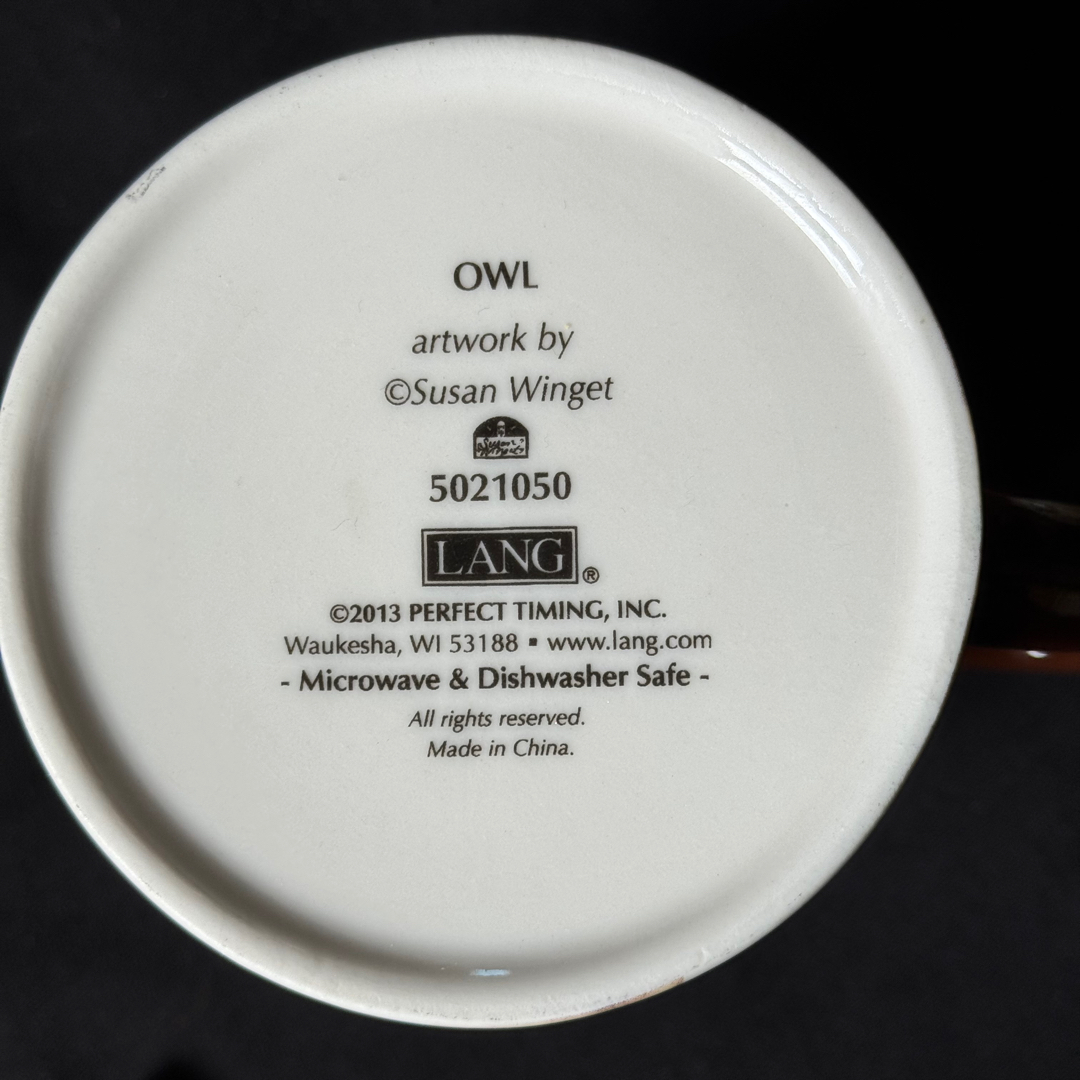 OWL
artwork by
©Susan Winget
5021050
LANG®
©2013 PERFECT TIMING, INC.
Waukesha, WI 53188 ▪ www.lang.com
- Microwave & Dishwasher Safe -
All rights reserved.
Made in China.